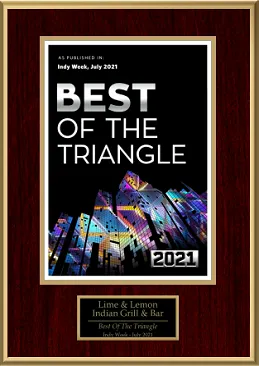 AS PUBLISHED IN:
Indy Week, July 2021
BEST
OF THE
TRIANGLE
2021
Lime & Lemon
Indian Grill & Bar
Best Of The Triangle
Indy Week - July 2021